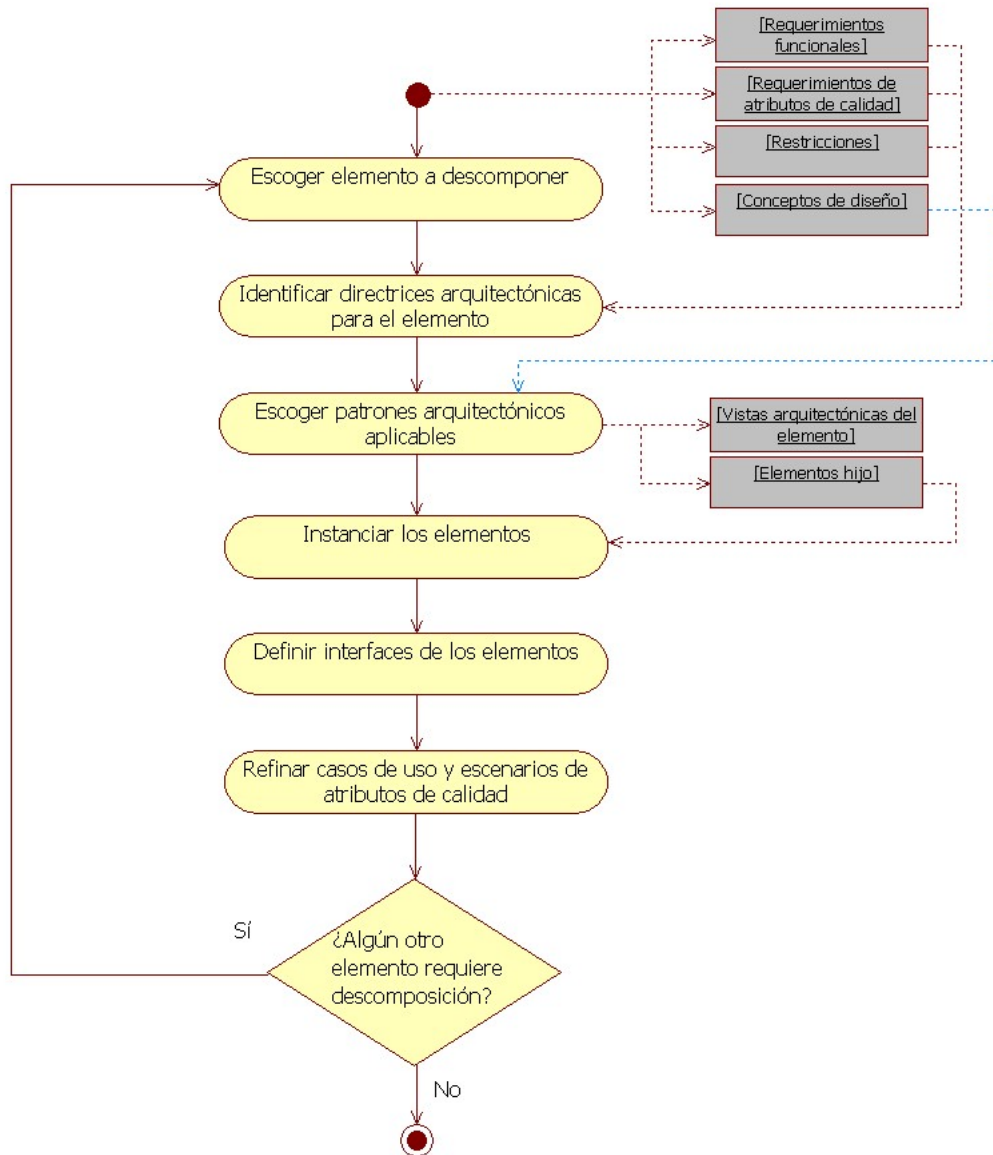 [Requerimientos
funcionales]
[Requerimientos de
atributos de calidad]
[Restricciones]
[Conceptos de diseño]
Escoger elemento a descomponer
Identificar directrices arquitectónicas
para el elemento
Escoger patrones arquitectónicos
aplicables
[Vistas arquitectónicas del
elemento]
[Elementos hijo]
Instanciar los elementos
Definir interfaces de los elementos
Refinar casos de uso y escenarios de
atributos de calidad
Sí
¿Algún otro
elemento requiere
descomposición?
No